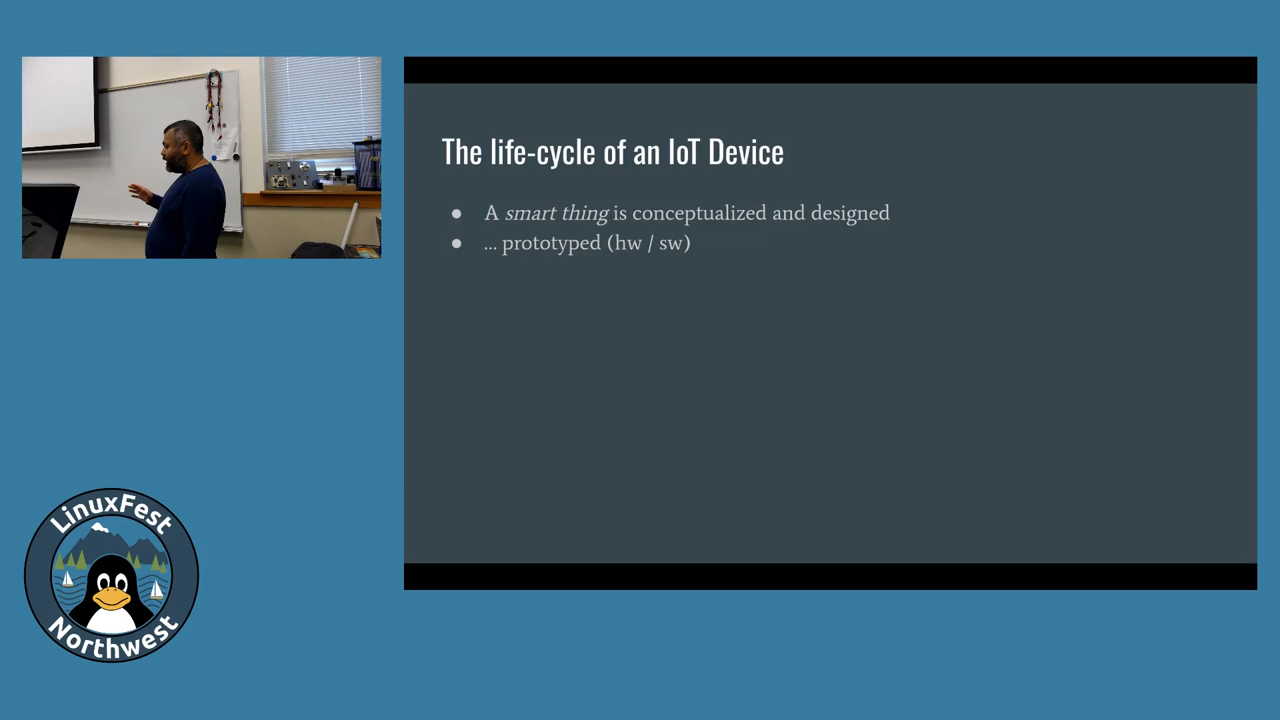 The life-cycle of an IoT Device
● A smart thing is conceptualized and designed
● ... prototyped (hw / sw)
LinuxFest
Northwest